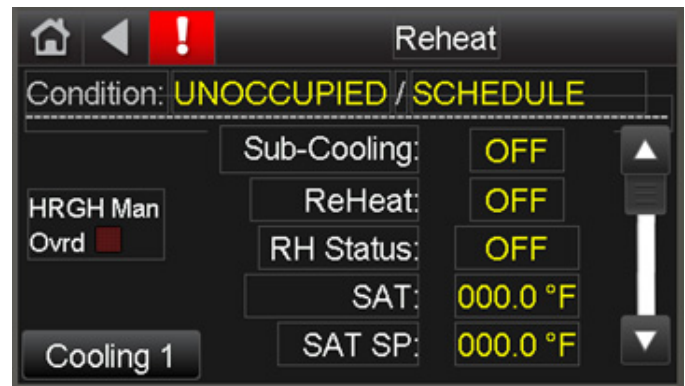 !
Reheat
Condition: UNOCCUPIED / SCHEDULE
Sub-Cooling: OFF
ReHeat: OFF
HRGH Man
Ovrd
RH Status: OFF
SAT: 000.0 °F
SAT SP: 000.0 °F
Cooling 1